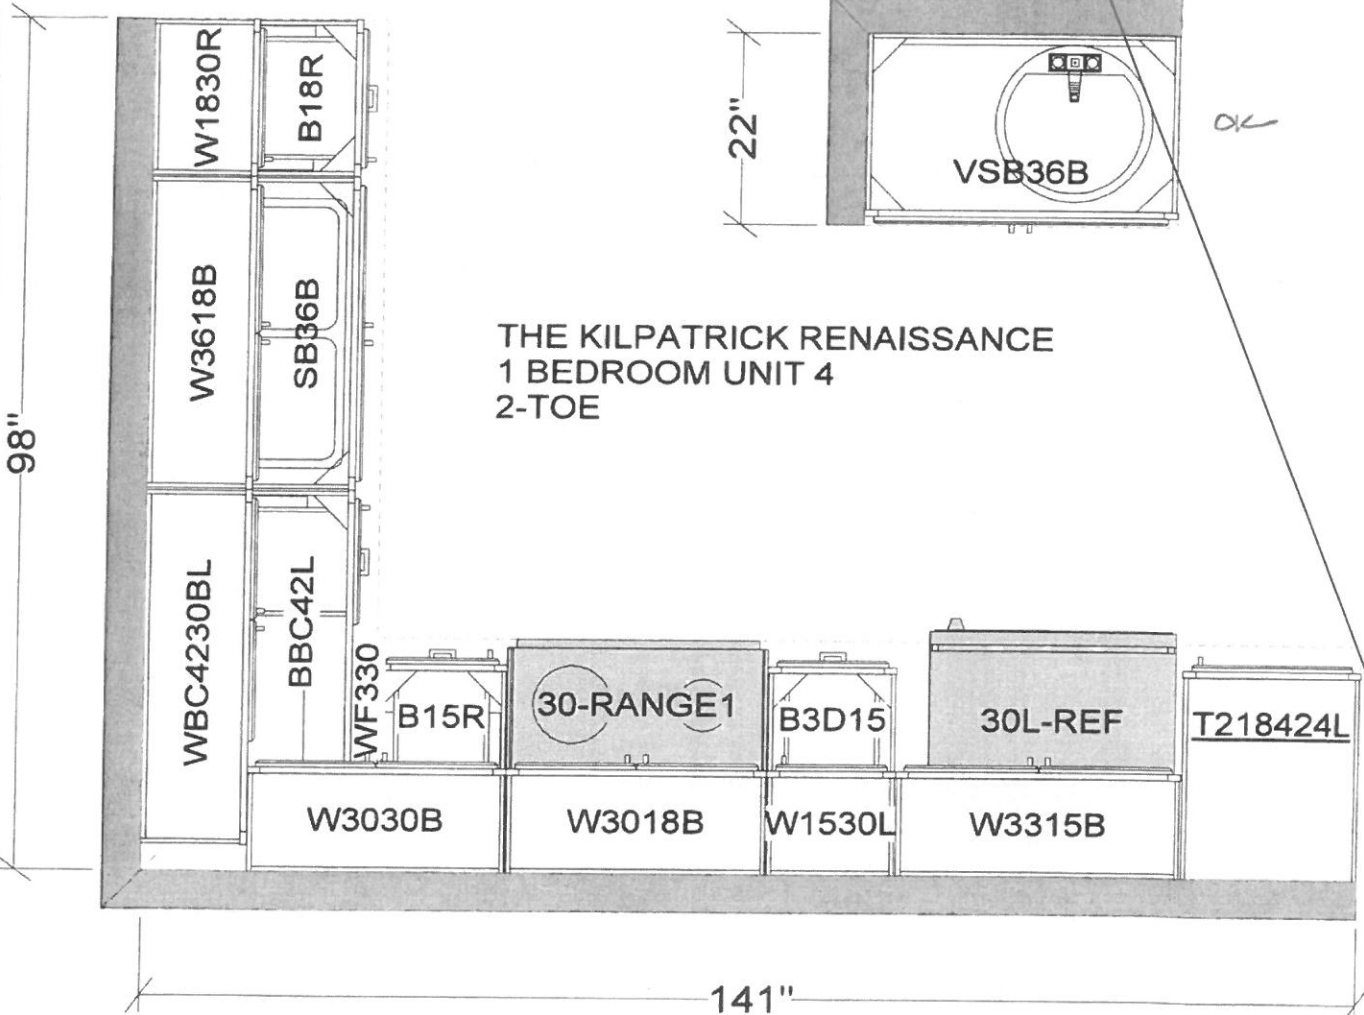 W1830R
B18R
22"
VSB36B
OK
W3618B
SB36B
THE KILPATRICK RENAISSANCE
1 BEDROOM UNIT 4
2-TOE
98"
WBC4230BL
BBC42L
WF330
B15R
30-RANGE1
B3D15
30L-REF
T218424L
W3030B
W3018B
W1530L
W3315B
141"